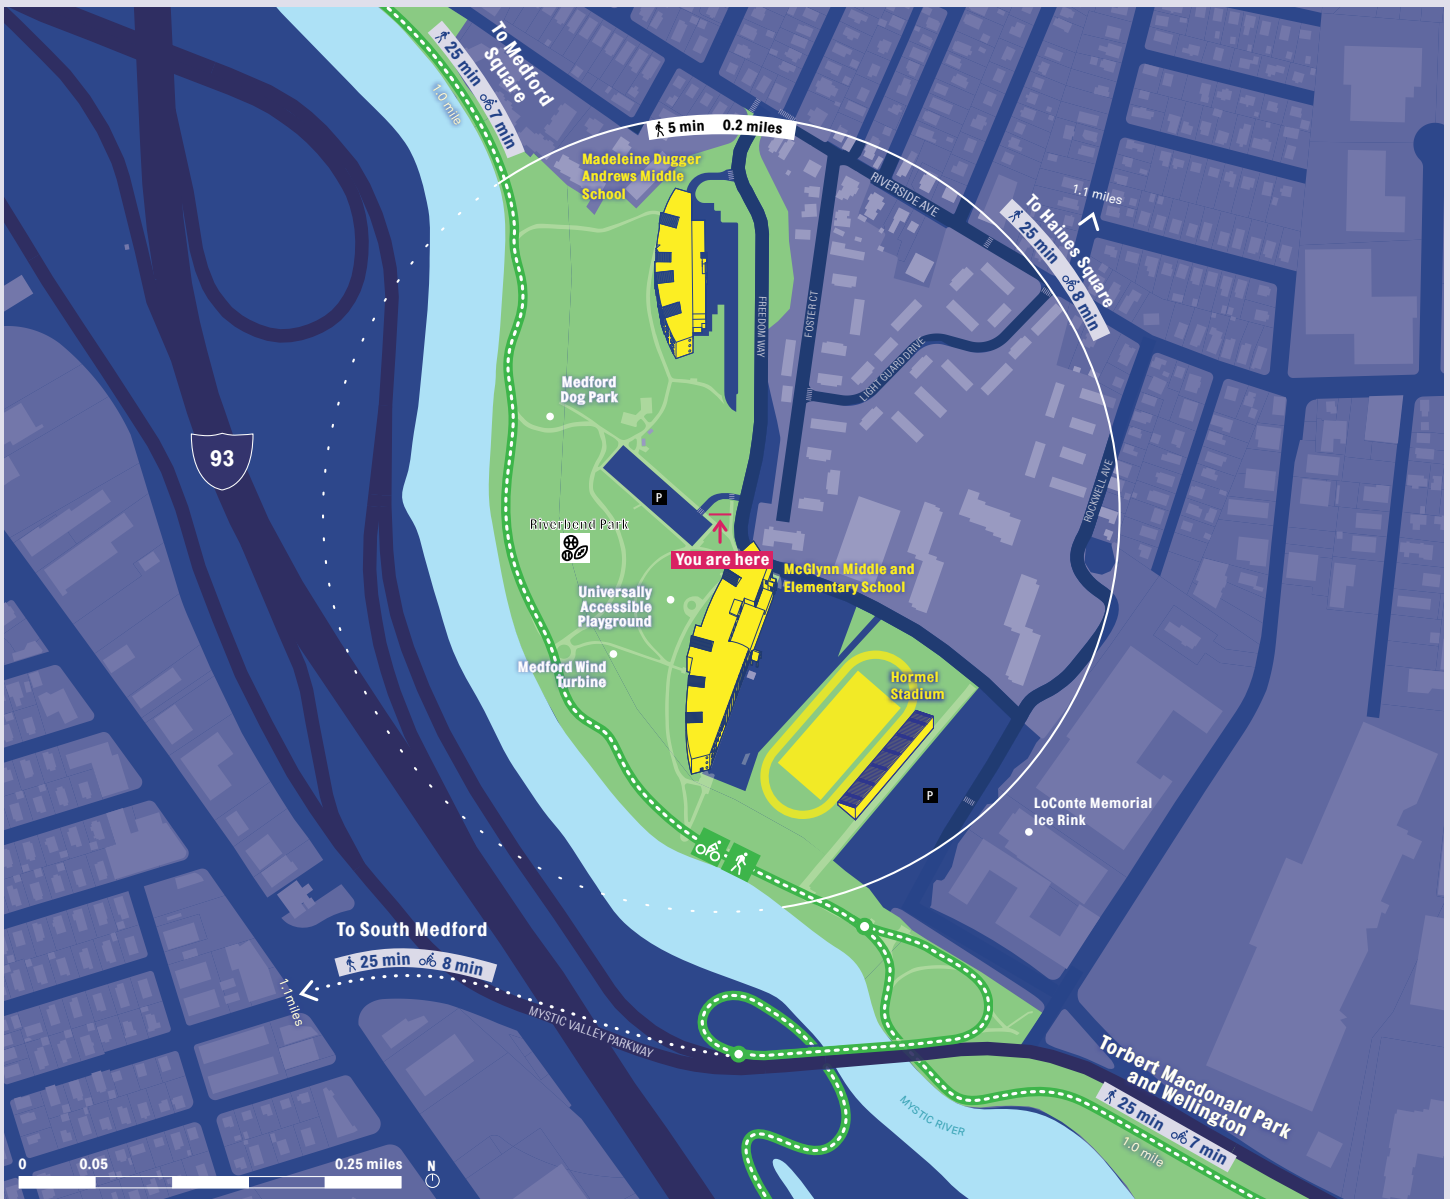 To Medford
Square
25 min 7 min
1.0 mile
5 min 0.2 miles
Madeleine Dugger
Andrews Middle
School
RIVERSIDE AVE
1.1 miles
To Haines Square
25 min 8 min
FREEDOM WAY
FOSTER CT
LIGHT GUARD DRIVE
Medford
Dog Park
93
P
ROCKWELL AVE
Riverbend Park
You are here
McGlynn Middle and
Elementary School
Universally
Accessible
Playground
Medford Wind
Turbine
Hormel
Stadium
P
LoConte Memorial
Ice Rink
To South Medford
25 min 8 min
1.1miles
MYSTIC VALLEY PARKWAY
MYSTIC RIVER
Torbert Macdonald Park
and Wellington
25 min 7 min
1.0 mile
0 0.05 0.25 miles
N